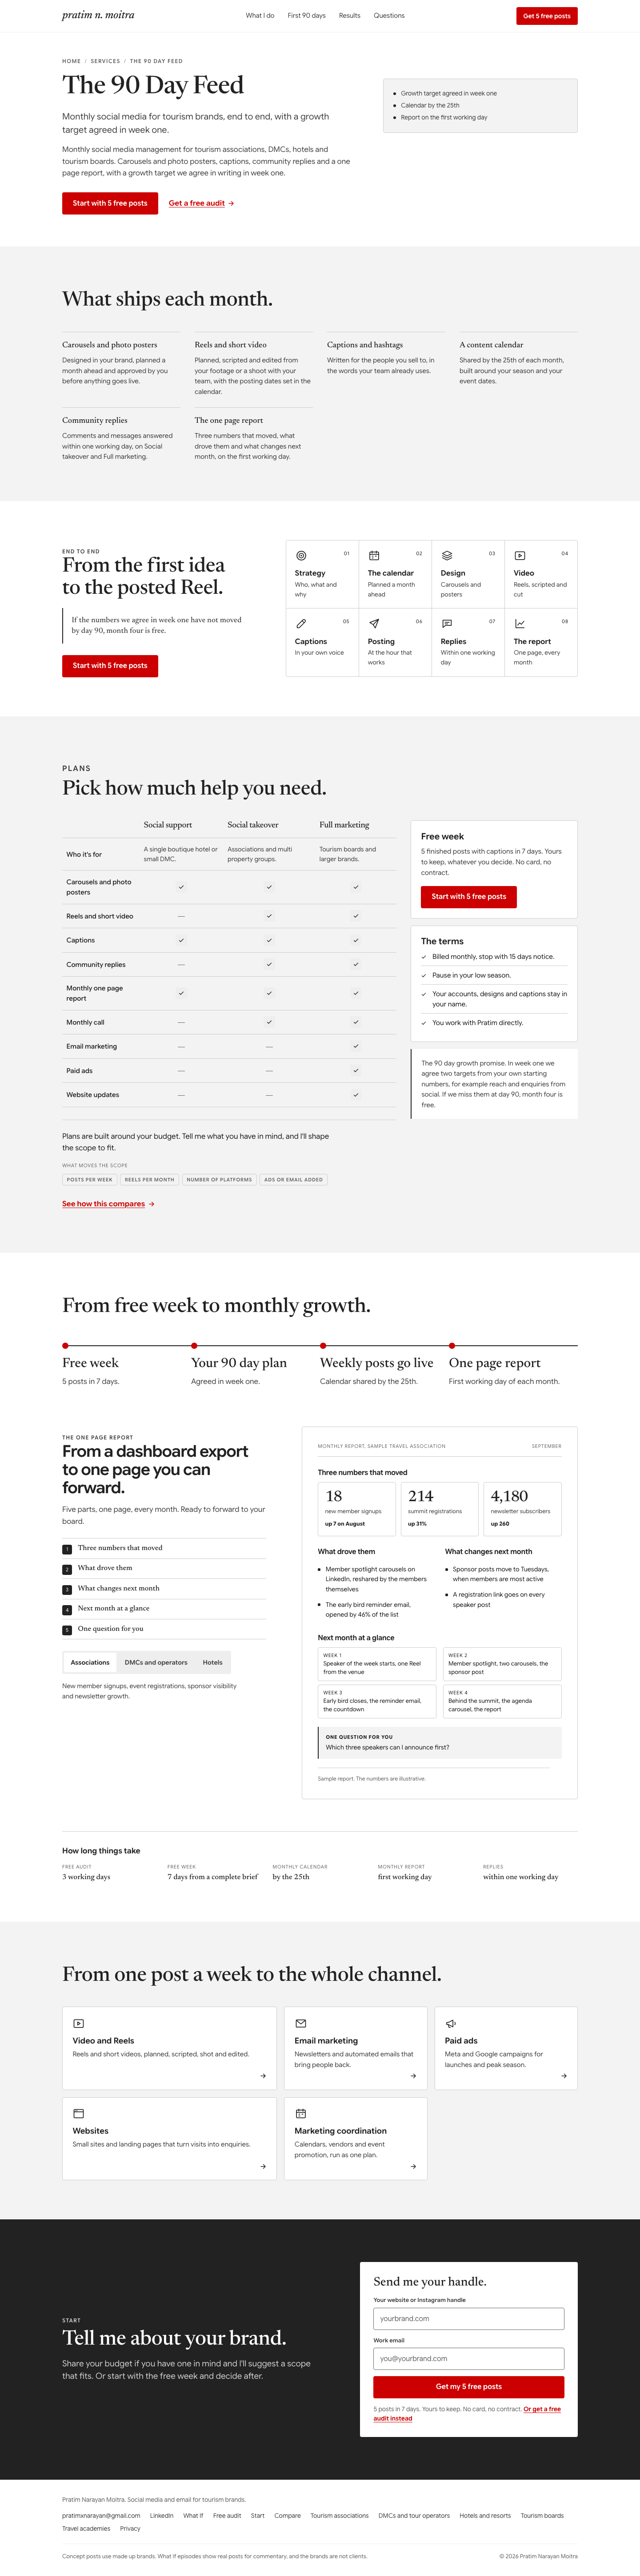 pratim n. moitra
What I do
First 90 days
Results
Questions
Get 5 free posts
HOME / SERVICES / THE 90 DAY FEED
The 90 Day Feed
Monthly social media for tourism brands, end to end, with a growth
target agreed in week one.
Monthly social media management for tourism associations, DMCs, hotels and
tourism boards. Carousels and photo posters, captions, community replies and a one
page report, with a growth target we agree in writing in week one.
Start with 5 free posts
Get a free audit →
Growth target agreed in week one
Calendar by the 25th
Report on the first working day
What ships each month.
Carousels and photo posters
Designed in your brand, planned a
month ahead and approved by you
before anything goes live.
Reels and short video
Planned, scripted and edited from
your footage or a shoot with your
team, with the posting dates set in the
calendar.
Captions and hashtags
Written for the people you sell to, in
the words your team already uses.
A content calendar
Shared by the 25th of each month,
built around your season and your
event dates.
Community replies
Comments and messages answered
within one working day, on Social
takeover and Full marketing.
The one page report
Three numbers that moved, what
drove them and what changes next
month, on the first working day.
END TO END
From the first idea
to the posted Reel.
If the numbers we agree in week one have not moved
by day 90, month four is free.
Start with 5 free posts
01
Strategy
Who, what and
why
02
The calendar
Planned a month
ahead
03
Design
Carousels and
posters
04
Video
Reels, scripted and
cut
05
Captions
In your own voice
06
Posting
At the hour that
works
07
Replies
Within one working
day
08
The report
One page, every
month
PLANS
Pick how much help you need.
Social support
Social takeover
Full marketing
Who it's for
A single boutique hotel or
small DMC.
Associations and multi
property groups.
Tourism boards and
larger brands.
Carousels and photo
posters
✓ ✓ ✓
Reels and short video
— ✓ ✓
Captions
✓ ✓ ✓
Community replies
— ✓ ✓
Monthly one page
report
✓ ✓ ✓
Monthly call
— ✓ ✓
Email marketing
— — ✓
Paid ads
— — ✓
Website updates
— — ✓
Plans are built around your budget. Tell me what you have in mind, and I'll shape
the scope to fit.
WHAT MOVES THE SCOPE
POSTS PER WEEK
REELS PER MONTH
NUMBER OF PLATFORMS
ADS OR EMAIL ADDED
See how this compares →
Free week
5 finished posts with captions in 7 days. Yours
to keep, whatever you decide. No card, no
contract.
Start with 5 free posts
The terms
✓ Billed monthly, stop with 15 days notice.
✓ Pause in your low season.
✓ Your accounts, designs and captions stay in
your name.
✓ You work with Pratim directly.
The 90 day growth promise. In week one we
agree two targets from your own starting
numbers, for example reach and enquiries from
social. If we miss them at day 90, month four is
free.
From free week to monthly growth.
Free week
5 posts in 7 days.
Your 90 day plan
Agreed in week one.
Weekly posts go live
Calendar shared by the 25th.
One page report
First working day of each month.
THE ONE PAGE REPORT
From a dashboard export
to one page you can
forward.
Five parts, one page, every month. Ready to forward to your
board.
1 Three numbers that moved
2 What drove them
3 What changes next month
4 Next month at a glance
5 One question for you
Associations
DMCs and operators
Hotels
New member signups, event registrations, sponsor visibility
and newsletter growth.
MONTHLY REPORT, SAMPLE TRAVEL ASSOCIATION
SEPTEMBER
Three numbers that moved
18
new member signups
up 7 on August
214
summit registrations
up 31%
4,180
newsletter subscribers
up 260
What drove them
Member spotlight carousels on
LinkedIn, reshared by the members
themselves
The early bird reminder email,
opened by 46% of the list
What changes next month
Sponsor posts move to Tuesdays,
when members are most active
A registration link goes on every
speaker post
Next month at a glance
WEEK 1
Speaker of the week starts, one Reel
from the venue
WEEK 2
Member spotlight, two carousels, the
sponsor post
WEEK 3
Early bird closes, the reminder email,
the countdown
WEEK 4
Behind the summit, the agenda
carousel, the report
ONE QUESTION FOR YOU
Which three speakers can I announce first?
Sample report. The numbers are illustrative.
How long things take
FREE AUDIT
3 working days
FREE WEEK
7 days from a complete brief
MONTHLY CALENDAR
by the 25th
MONTHLY REPORT
first working day
REPLIES
within one working day
From one post a week to the whole channel.
Video and Reels
Reels and short videos, planned, scripted, shot and edited.
→
Email marketing
Newsletters and automated emails that
bring people back.
→
Paid ads
Meta and Google campaigns for
launches and peak season.
→
Websites
Small sites and landing pages that turn visits into enquiries.
→
Marketing coordination
Calendars, vendors and event
promotion, run as one plan.
→
START
Tell me about your brand.
Share your budget if you have one in mind and I'll suggest a scope
that fits. Or start with the free week and decide after.
Send me your handle.
Your website or Instagram handle
yourbrand.com
Work email
you@yourbrand.com
Get my 5 free posts
5 posts in 7 days. Yours to keep. No card, no contract. Or get a free
audit instead
Pratim Narayan Moitra. Social media and email for tourism brands.
pratimxnarayan@gmail.com
LinkedIn
What If
Free audit
Start
Compare
Tourism associations
DMCs and tour operators
Hotels and resorts
Tourism boards
Travel academies
Privacy
Concept posts use made up brands. What If episodes show real posts for commentary, and the brands are not clients.
© 2026 Pratim Narayan Moitra